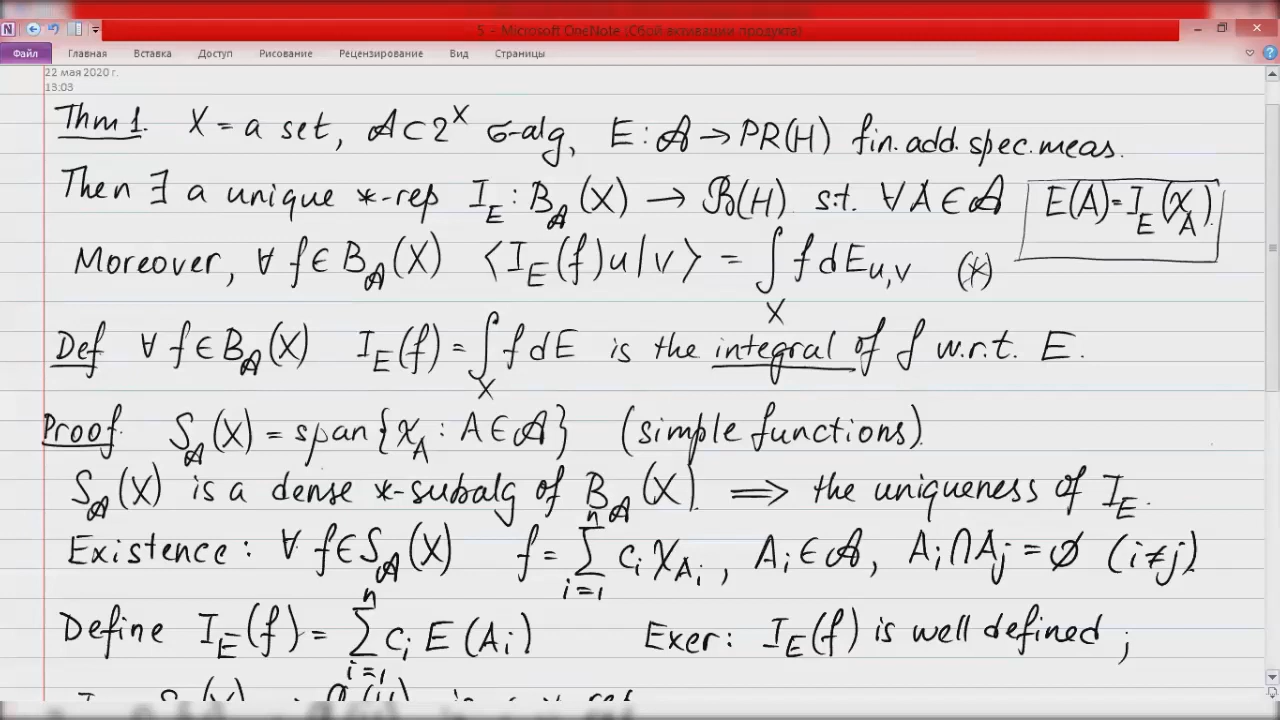 5 - Microsoft OneNote (Сбой активации продукта)
Файл Главная Вставка Доступ Рисование Рецензирование Вид Страницы
22 мая 2020 г.
13:03
Thm 1. X = a set, 𝒜 ⊂ 2^X σ-alg, E : 𝒜 → PR(H) fin. add. spec. meas.
Then ∃ a unique *-rep I_E : B_𝒜(X) → ℬ(H) s.t. ∀ A ∈ 𝒜 E(A) = I_E(χ_A).
Moreover, ∀ f ∈ B_𝒜(X) ⟨I_E(f)u | v⟩ = ∫_X f dE_{u,v} (*)
Def ∀ f ∈ B_𝒜(X) I_E(f) = ∫_X f dE is the integral of f w.r.t. E.
Proof. S_𝒜(X) = span{χ_A : A ∈ 𝒜} (simple functions).
S_𝒜(X) is a dense *-subalg of B_𝒜(X). ⟹ the uniqueness of I_E.
Existence: ∀ f ∈ S_𝒜(X) f = ∑_{i=1}^n c_i χ_{A_i}, A_i ∈ 𝒜, A_i ∩ A_j = ∅ (i ≠ j).
Define I_E(f) = ∑_{i=1}^n c_i E(A_i) Exer: I_E(f) is well defined;